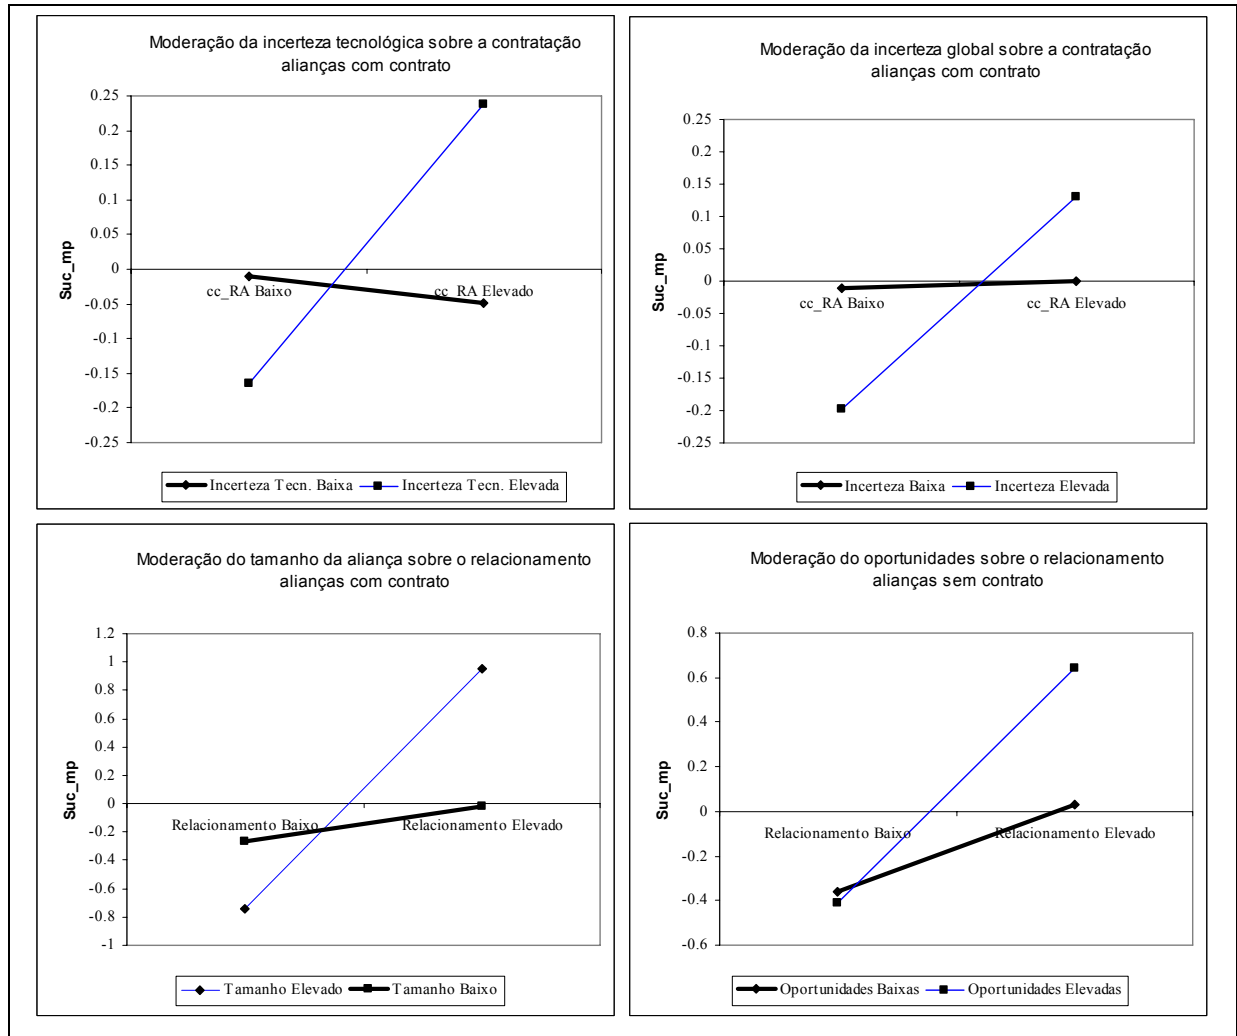 Moderação da incerteza tecnológica sobre a contratação
alianças com contrato
0.25
0.2
0.15
0.1
0.05
0
-0.05
-0.1
-0.15
-0.2
-0.25
Suc_mp
cc_RA Baixo
cc_RA Elevado
Incerteza Tecn. Baixa
Incerteza Tecn. Elevada
Moderação da incerteza global sobre a contratação
alianças com contrato
0.25
0.2
0.15
0.1
0.05
0
-0.05
-0.1
-0.15
-0.2
-0.25
Suc_mp
cc_RA Baixo
cc_RA Elevado
Incerteza Baixa
Incerteza Elevada
Moderação do tamanho da aliança sobre o relacionamento
alianças com contrato
1.2
1
0.8
0.6
0.4
0.2
0
-0.2
-0.4
-0.6
-0.8
-1
Suc_mp
Relacionamento Baixo
Relacionamento Elevado
Tamanho Elevado
Tamanho Baixo
Moderação do oportunidades sobre o relacionamento
alianças sem contrato
0.8
0.6
0.4
0.2
0
-0.2
-0.4
-0.6
Suc_mp
Relacionamento Baixo
Relacionamento Elevado
Oportunidades Baixas
Oportunidades Elevadas